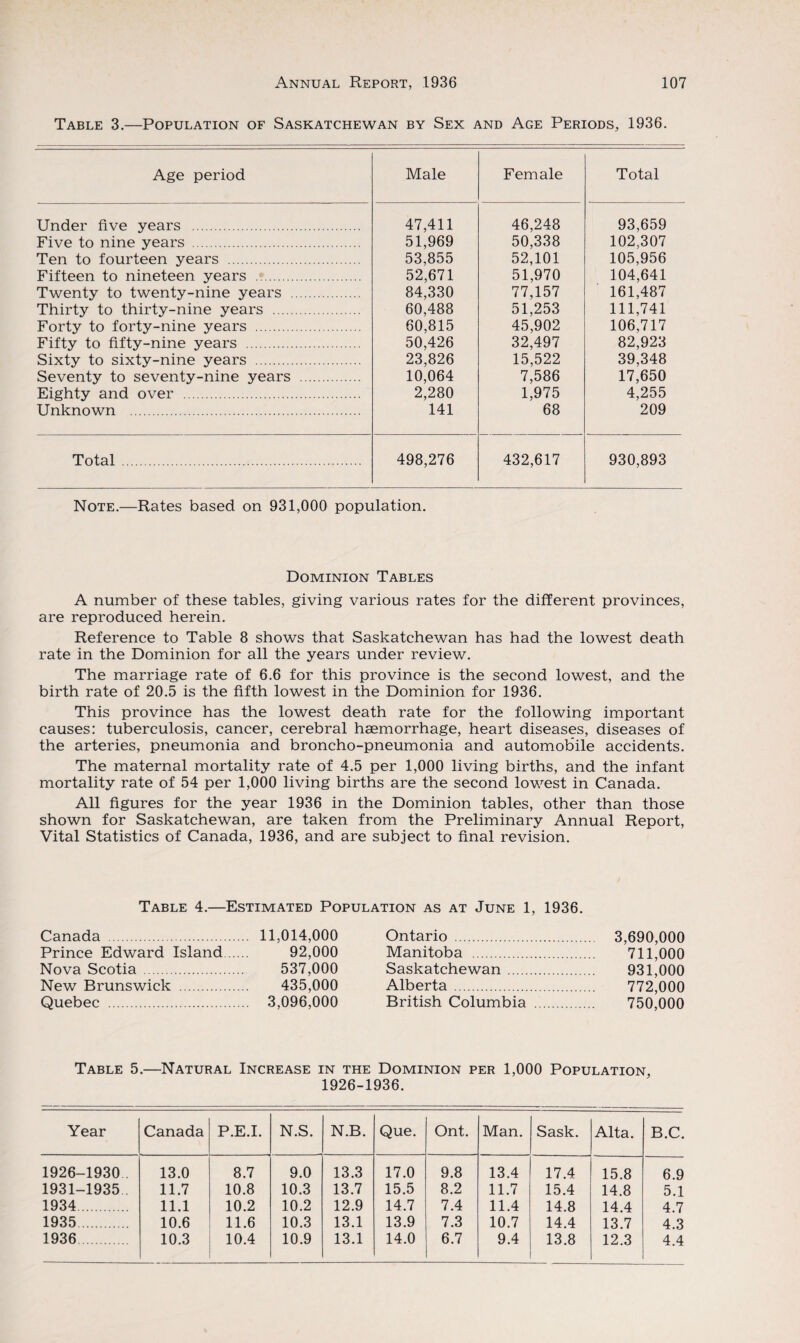 Annual Report, 1936 107
Table 3.—Population of Saskatchewan by Sex and Age Periods, 1936.
Age period Male Female Total
Under five years 47,411 46,248 93,659
Five to nine years 51,969 50,338 102,307
Ten to fourteen years 53,855 52,101 105,956
Fifteen to nineteen years 52,671 51,970 104,641
Twenty to twenty-nine years 84,330 77,157 161,487
Thirty to thirty-nine years 60,488 51,253 111,741
Forty to forty-nine years 60,815 45,902 106,717
Fifty to fifty-nine years 50,426 32,497 82,923
Sixty to sixty-nine years 23,826 15,522 39,348
Seventy to seventy-nine years 10,064 7,586 17,650
Eighty and over 2,280 1,975 4,255
Unknown 141 68 209
Total 498,276 432,617 930,893
Note.—Rates based on 931,000 population.
Dominion Tables
A number of these tables, giving various rates for the different provinces,
are reproduced herein.
Reference to Table 8 shows that Saskatchewan has had the lowest death
rate in the Dominion for all the years under review.
The marriage rate of 6.6 for this province is the second lowest, and the
birth rate of 20.5 is the fifth lowest in the Dominion for 1936.
This province has the lowest death rate for the following important
causes: tuberculosis, cancer, cerebral hæmorrhage, heart diseases, diseases of
the arteries, pneumonia and broncho-pneumonia and automobile accidents.
The maternal mortality rate of 4.5 per 1,000 living births, and the infant
mortality rate of 54 per 1,000 living births are the second lowest in Canada.
All figures for the year 1936 in the Dominion tables, other than those
shown for Saskatchewan, are taken from the Preliminary Annual Report,
Vital Statistics of Canada, 1936, and are subject to final revision.
Table 4.—Estimated Population as at June 1, 1936.
Canada 11,014,000 Ontario 3,690,000
Prince Edward Island 92,000 Manitoba 711,000
Nova Scotia 537,000 Saskatchewan 931,000
New Brunswick 435,000 Alberta 772,000
Quebec 3,096,000 British Columbia 750,000
Table 5.—Natural Increase in the Dominion per 1,000 Population,
1926-1936.
Year Canada P.E.I. N.S. N.B. Que. Ont. Man. Sask. Alta. B.C.
1926-1930 13.0 8.7 9.0 13.3 17.0 9.8 13.4 17.4 15.8 6.9
1931-1935 11.7 10.8 10.3 13.7 15.5 8.2 11.7 15.4 14.8 5.1
1934 11.1 10.2 10.2 12.9 14.7 7.4 11.4 14.8 14.4 4.7
1935 10.6 11.6 10.3 13.1 13.9 7.3 10.7 14.4 13.7 4.3
1936 10.3 10.4 10.9 13.1 14.0 6.7 9.4 13.8 12.3 4.4